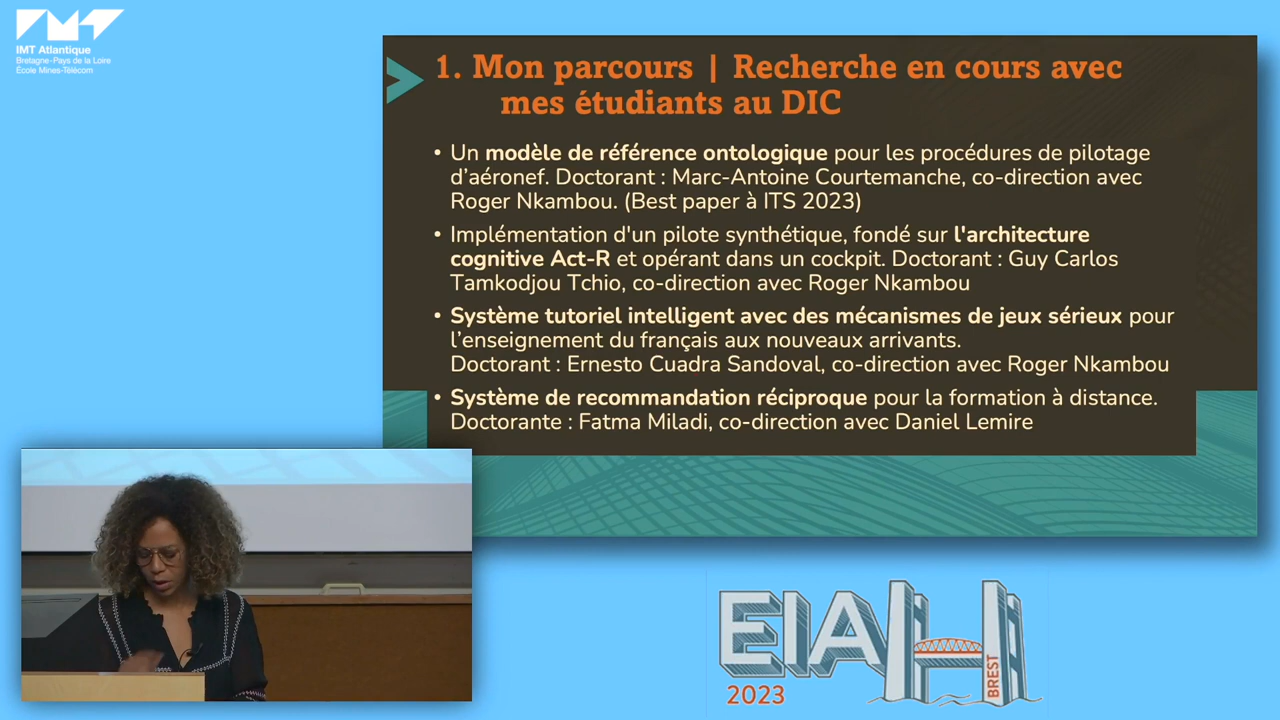 IMT Atlantique
Bretagne-Pays de la Loire
École Mines-Télécom
1. Mon parcours | Recherche en cours avec
mes étudiants au DIC
• Un modèle de référence ontologique pour les procédures de pilotage
d’aéronef. Doctorant : Marc-Antoine Courtemanche, co-direction avec
Roger Nkambou. (Best paper à ITS 2023)
• Implémentation d'un pilote synthétique, fondé sur l'architecture
cognitive Act-R et opérant dans un cockpit. Doctorant : Guy Carlos
Tamkodjou Tchio, co-direction avec Roger Nkambou
• Système tutoriel intelligent avec des mécanismes de jeux sérieux pour
l’enseignement du français aux nouveaux arrivants.
Doctorant : Ernesto Cuadra Sandoval, co-direction avec Roger Nkambou
• Système de recommandation réciproque pour la formation à distance.
Doctorante : Fatma Miladi, co-direction avec Daniel Lemire
EIAH
BREST
2023